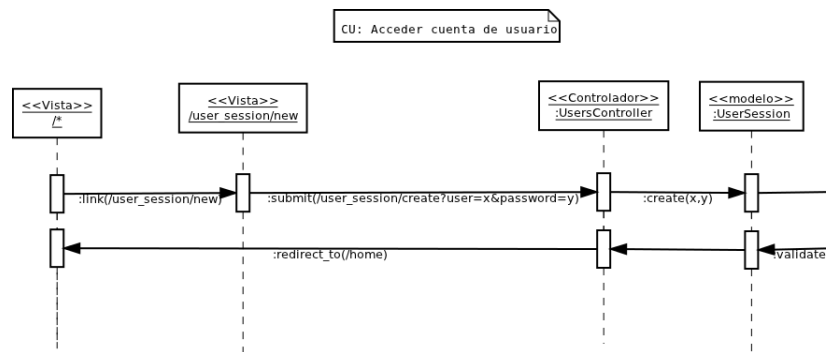 CU: Acceder cuenta de usuario
<<Vista>>
/*
<<Vista>>
/user_session/new
<<Controlador>>
:UsersController
<<modelo>>
:UserSession
:link(/user_session/new)
:submit(/user_session/create?user=x&password=y)
:create(x,y)
:redirect_to(/home)
:validate